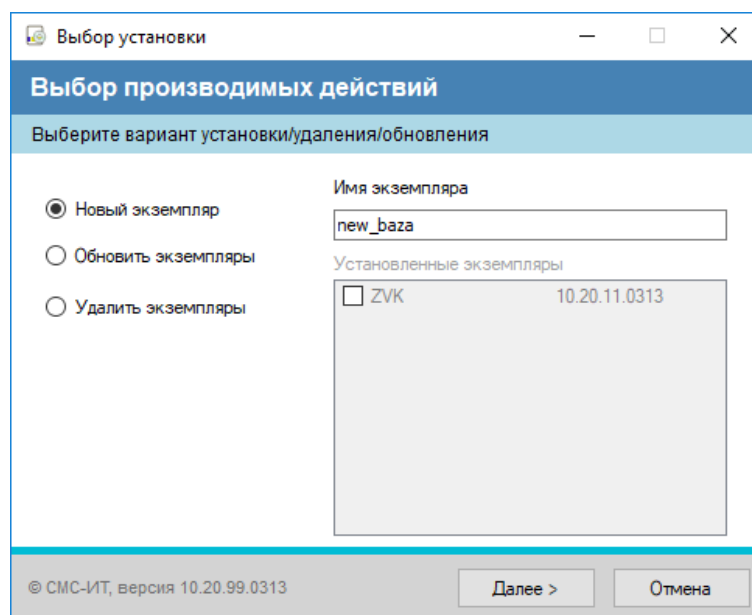 Выбор установки
Выбор производимых действий
Выберите вариант установки/удаления/обновления
Новый экземпляр
Обновить экземпляры
Удалить экземпляры
Имя экземпляра
new_baza
Установленные экземпляры
ZVK 10.20.11.0313
© СМС-ИТ, версия 10.20.99.0313
Далее >
Отмена